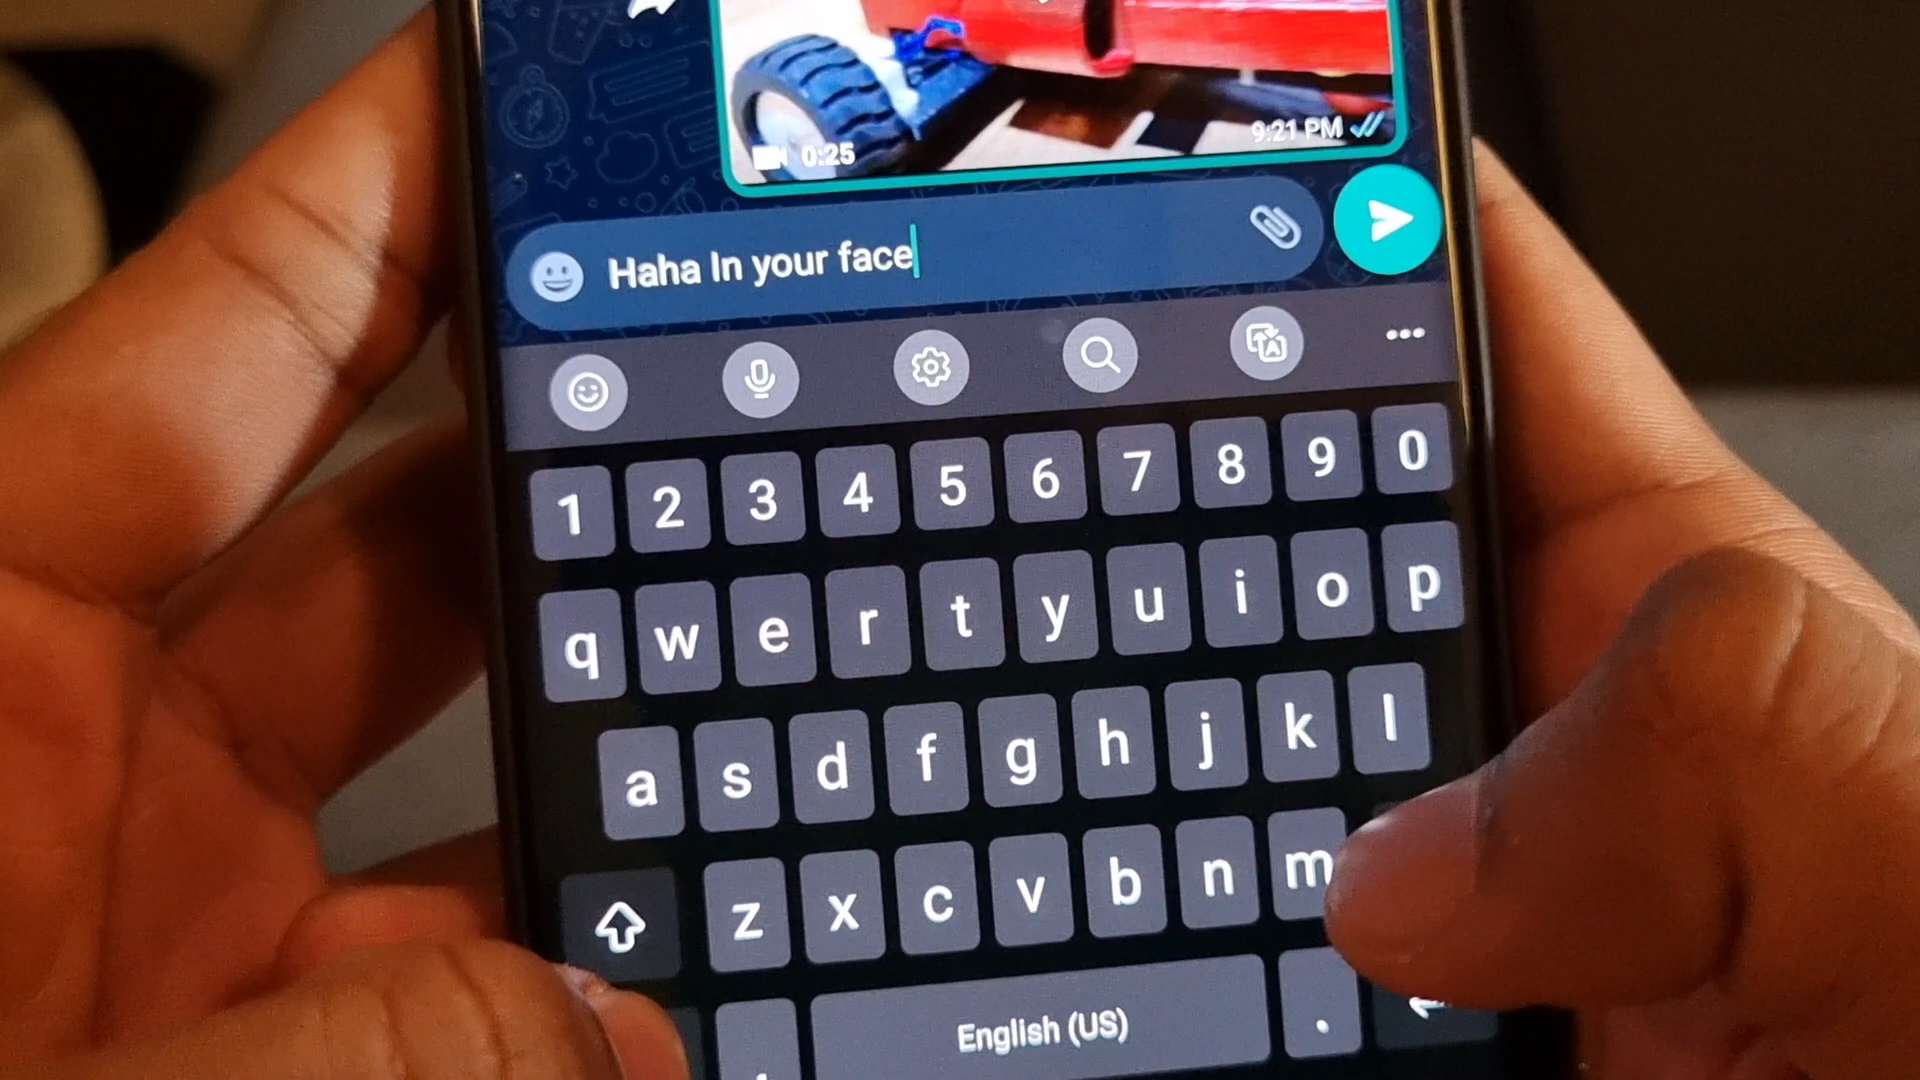 9:21 PM
0:25
Haha In your face
1 2 3 4 5 6 7 8 9 0
q w e r t y u i o p
a s d f g h j k l
z x c v b n m
English (US) .